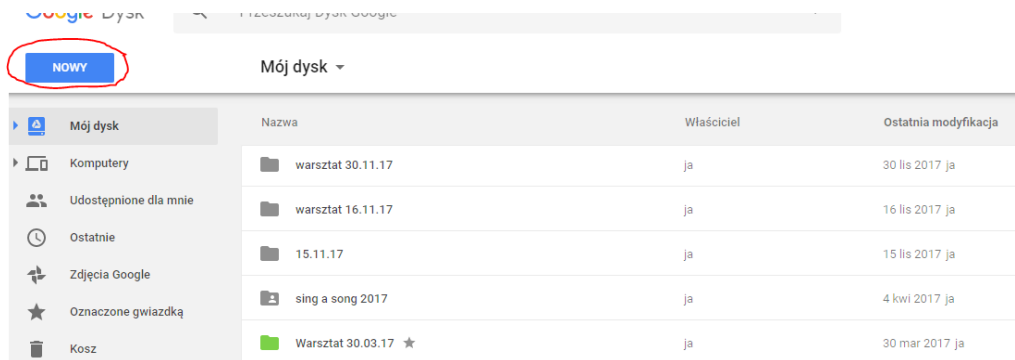 Google Dysk Przeszukaj Dysk Google
NOWY Mój dysk
Mój dysk Nazwa Właściciel Ostatnia modyfikacja
Komputery warsztat 30.11.17 ja 30 lis 2017 ja
Udostępnione dla mnie warsztat 16.11.17 ja 16 lis 2017 ja
Ostatnie 15.11.17 ja 15 lis 2017 ja
Zdjęcia Google
Oznaczone gwiazdką sing a song 2017 ja 4 kwi 2017 ja
Kosz Warsztat 30.03.17 ja 30 mar 2017 ja